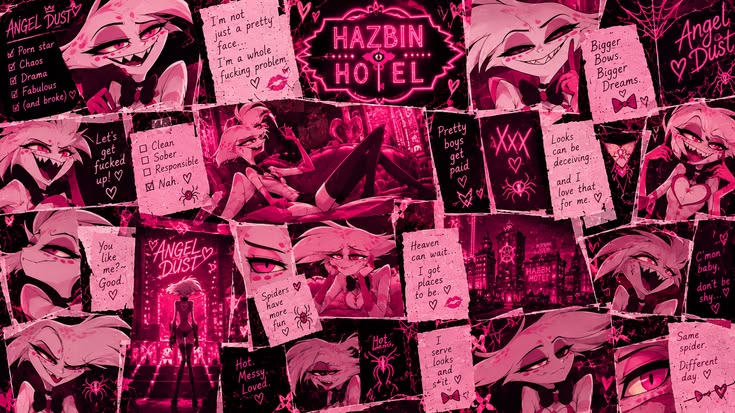 ANGEL DUST
Porn star
Chaos
Drama
Fabulous
(and broke)
I'm not
just a pretty
face...
I'm a whole
fucking problem.
HAZBIN
HOTEL
Bigger
Bows.
Bigger
Dreams.
Angel
Dust
Let's
get
fucked
up!
Clean
Sober
Responsible
Nah.
Pretty
boys
get
paid
XXX
Looks
can be
deceiving...
and I
love that
for me.
You
like
me?~
Good.
ANGEL
DUST
Spiders
have
more
fun
Heaven
can wait.
I got
places
to be.
HAZBIN
HOTEL
C'mon
baby,
don't be
shy...
Hot.
Messy.
Loved.
Hot
I
serve
looks
and
s*it.
Same
spider.
Different
day